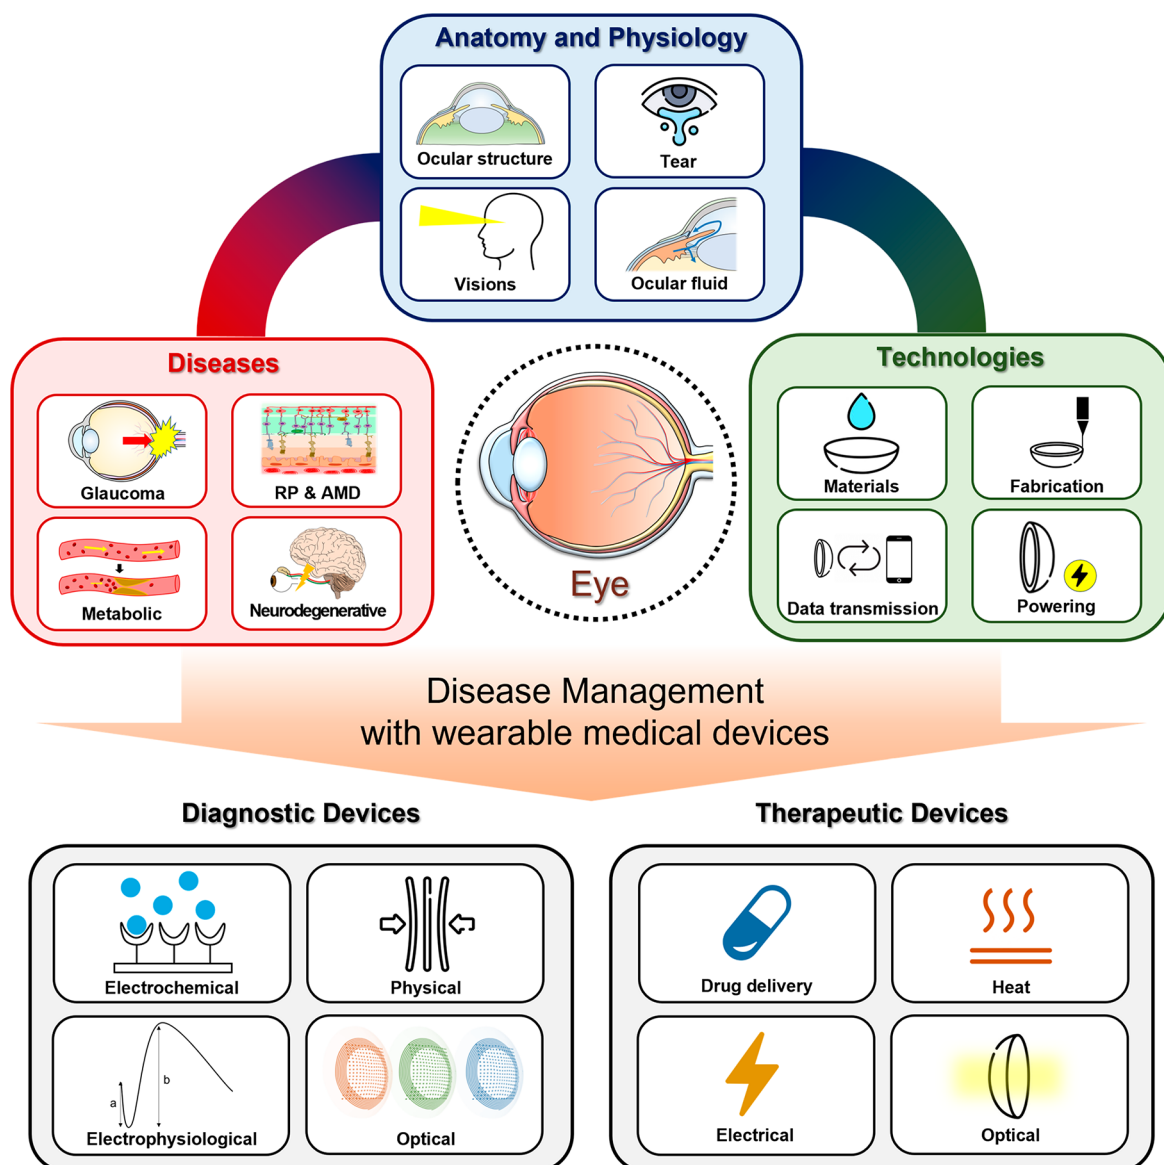 Anatomy and Physiology
Ocular structure
Tear
Visions
Ocular fluid
Diseases
Glaucoma
RP & AMD
Metabolic
Neurodegenerative
Eye
Technologies
Materials
Fabrication
Data transmission
Powering
Disease Management
with wearable medical devices
Diagnostic Devices
Electrochemical
Physical
a
b
Electrophysiological
Optical
Therapeutic Devices
Drug delivery
Heat
Electrical
Optical